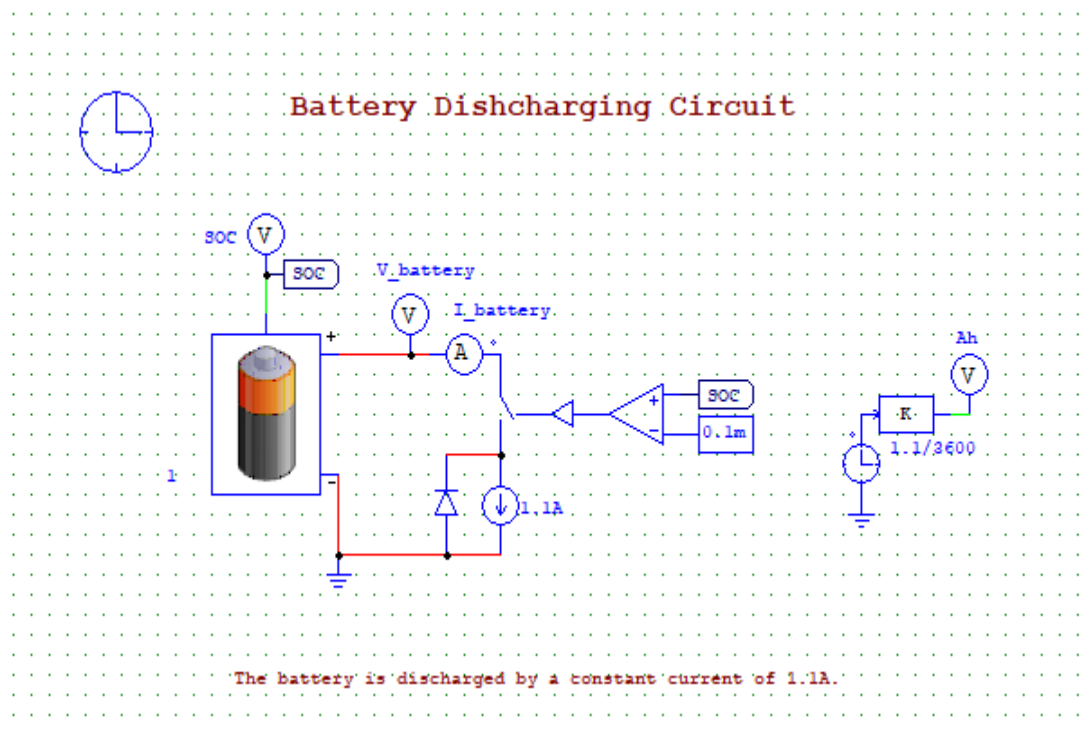 Battery Dishcharging Circuit
SOC V
SOC
V_battery
V
I_battery
A
+
-
1
+
SOC
-
0.1m
1.1A
Ah
V
K
1.1/3600
The battery is discharged by a constant current of 1.1A.